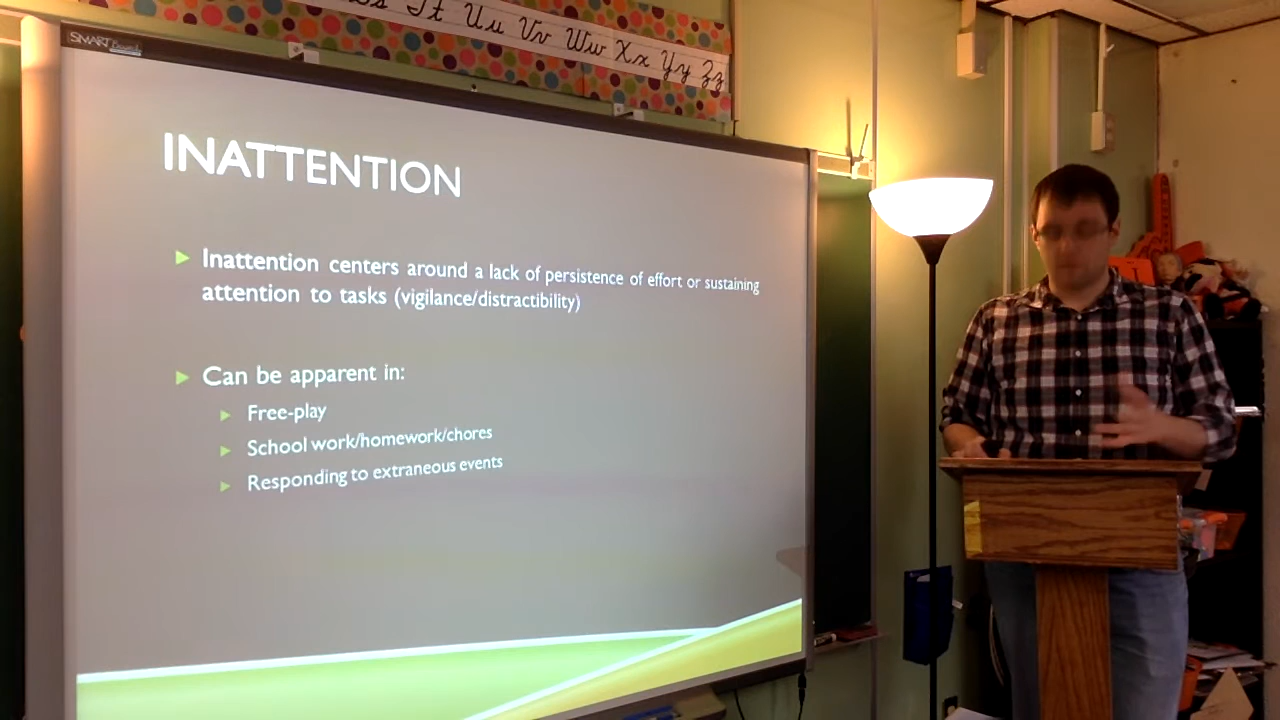 Tt Uu Vv Ww Xx Yy Zz
SMART Board
INATTENTION
Inattention centers around a lack of persistence of effort or sustaining
attention to tasks (vigilance/distractibility)
Can be apparent in:
Free-play
School work/homework/chores
Responding to extraneous events